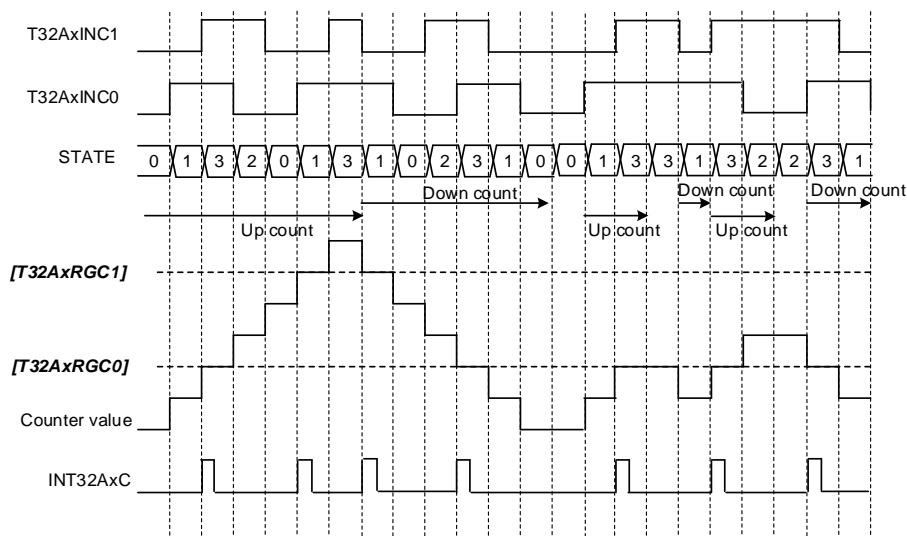 T32AxINC1
T32AxINC0
STATE 0 1 3 2 0 1 3 1 0 2 3 1 0 0 1 3 3 1 3 2 2 3 1
Down count Down count Down count
Up count Up count Up count
[T32AxRGC1]
[T32AxRGC0]
Counter value
INT32AxC